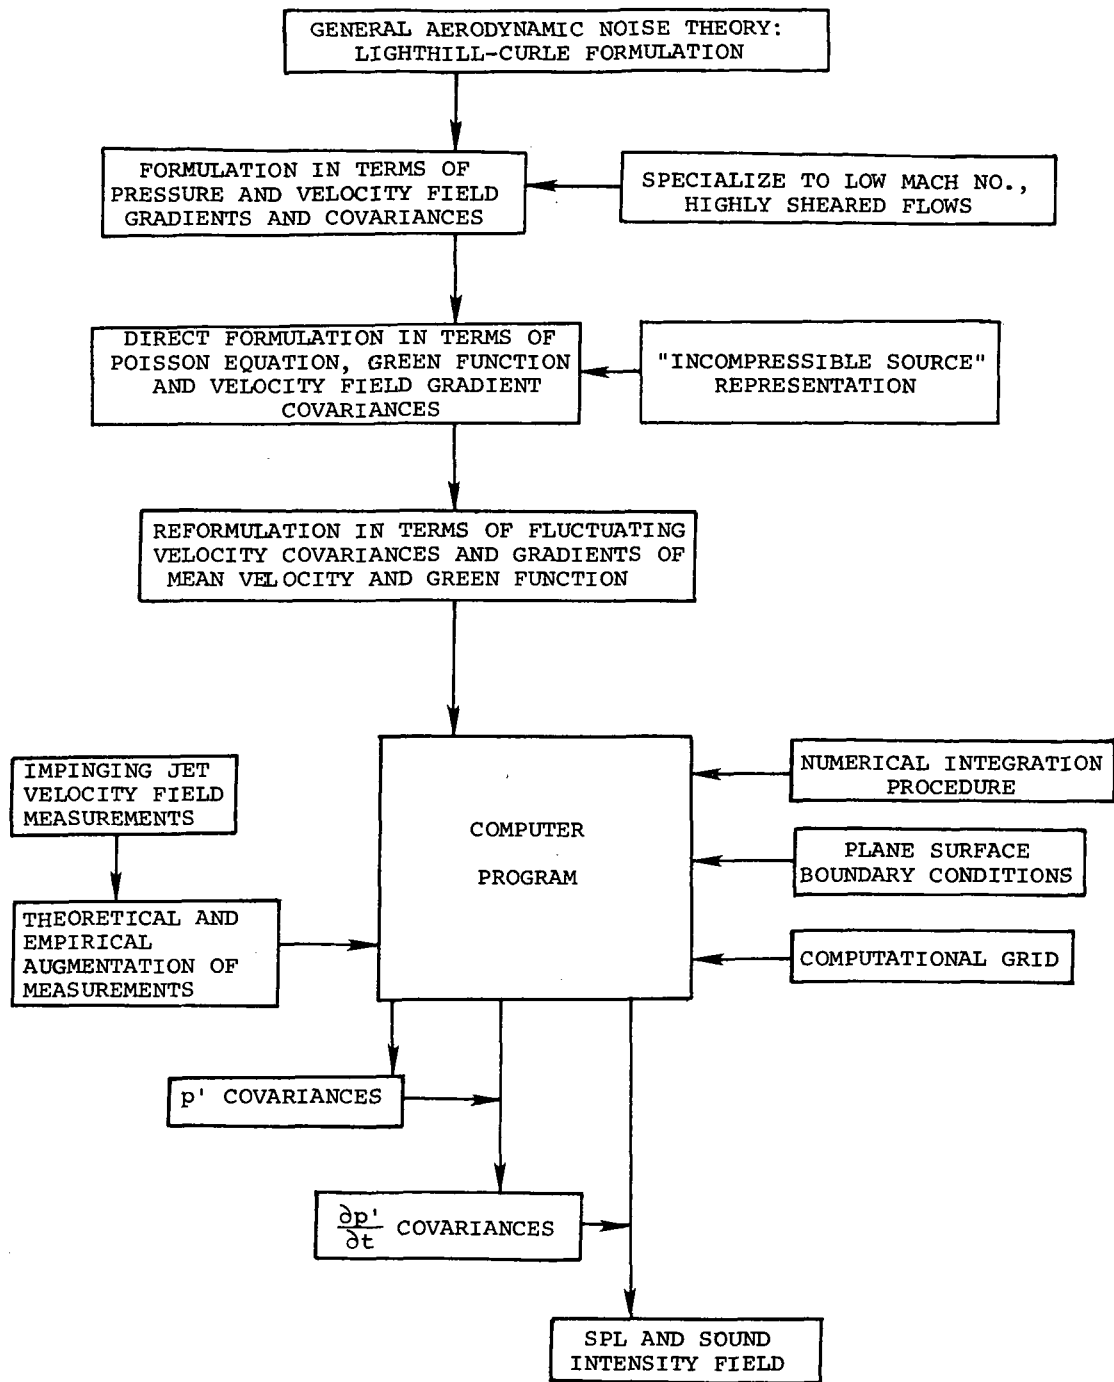 GENERAL AERODYNAMIC NOISE THEORY:
LIGHTHILL-CURLE FORMULATION
FORMULATION IN TERMS OF
PRESSURE AND VELOCITY FIELD
GRADIENTS AND COVARIANCES
SPECIALIZE TO LOW MACH NO.,
HIGHLY SHEARED FLOWS
DIRECT FORMULATION IN TERMS OF
POISSON EQUATION, GREEN FUNCTION
AND VELOCITY FIELD GRADIENT
COVARIANCES
"INCOMPRESSIBLE SOURCE"
REPRESENTATION
REFORMULATION IN TERMS OF FLUCTUATING
VELOCITY COVARIANCES AND GRADIENTS OF
MEAN VELOCITY AND GREEN FUNCTION
IMPINGING JET
VELOCITY FIELD
MEASUREMENTS
THEORETICAL AND
EMPIRICAL
AUGMENTATION OF
MEASUREMENTS
COMPUTER
PROGRAM
NUMERICAL INTEGRATION
PROCEDURE
PLANE SURFACE
BOUNDARY CONDITIONS
COMPUTATIONAL GRID
p' COVARIANCES
∂p'/∂t COVARIANCES
SPL AND SOUND
INTENSITY FIELD